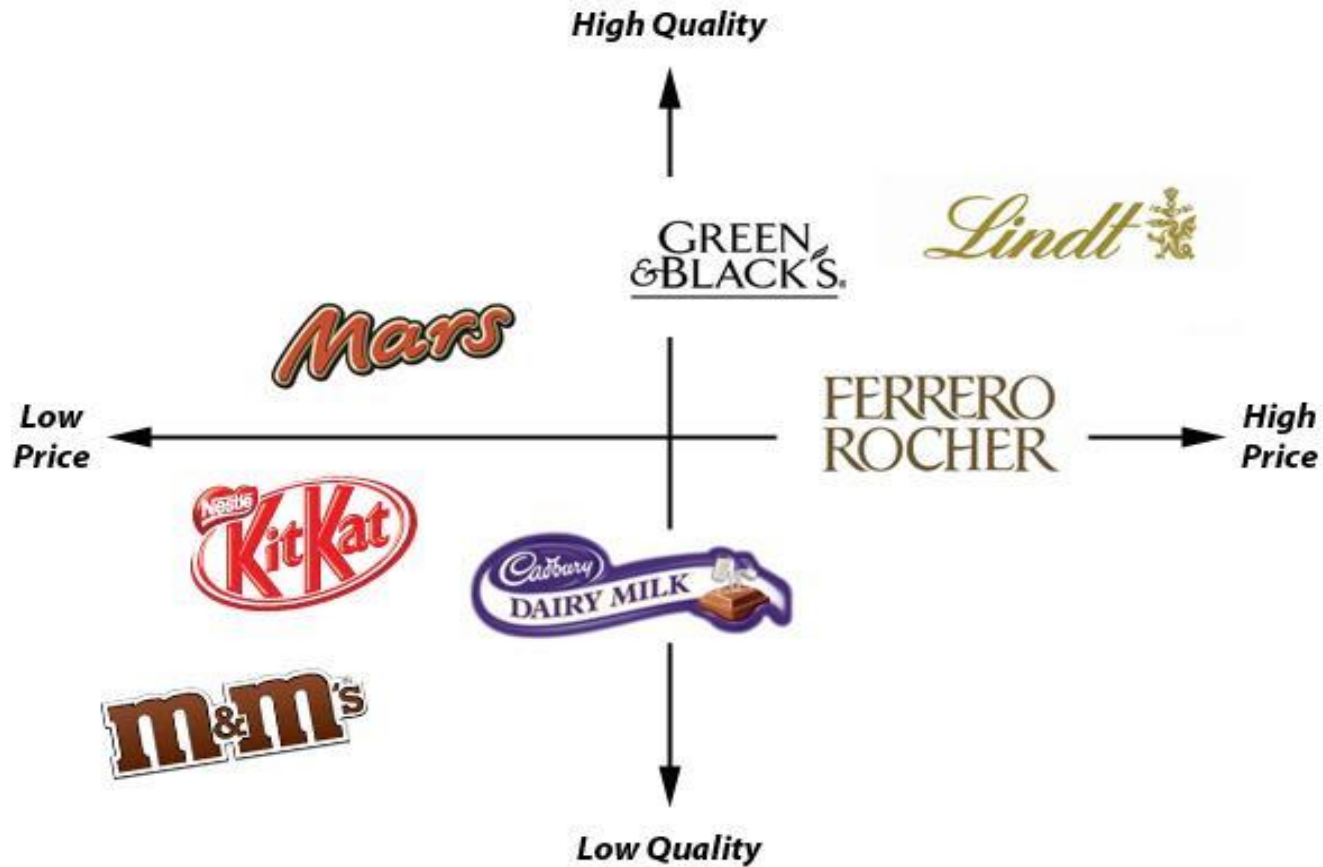 High Quality
Lindt
GREEN
&BLACK'S®
Mars
FERRERO
ROCHER
Low
Price
High
Price
Nestlé
KitKat
Cadbury
DAIRY MILK
m&m's
Low Quality